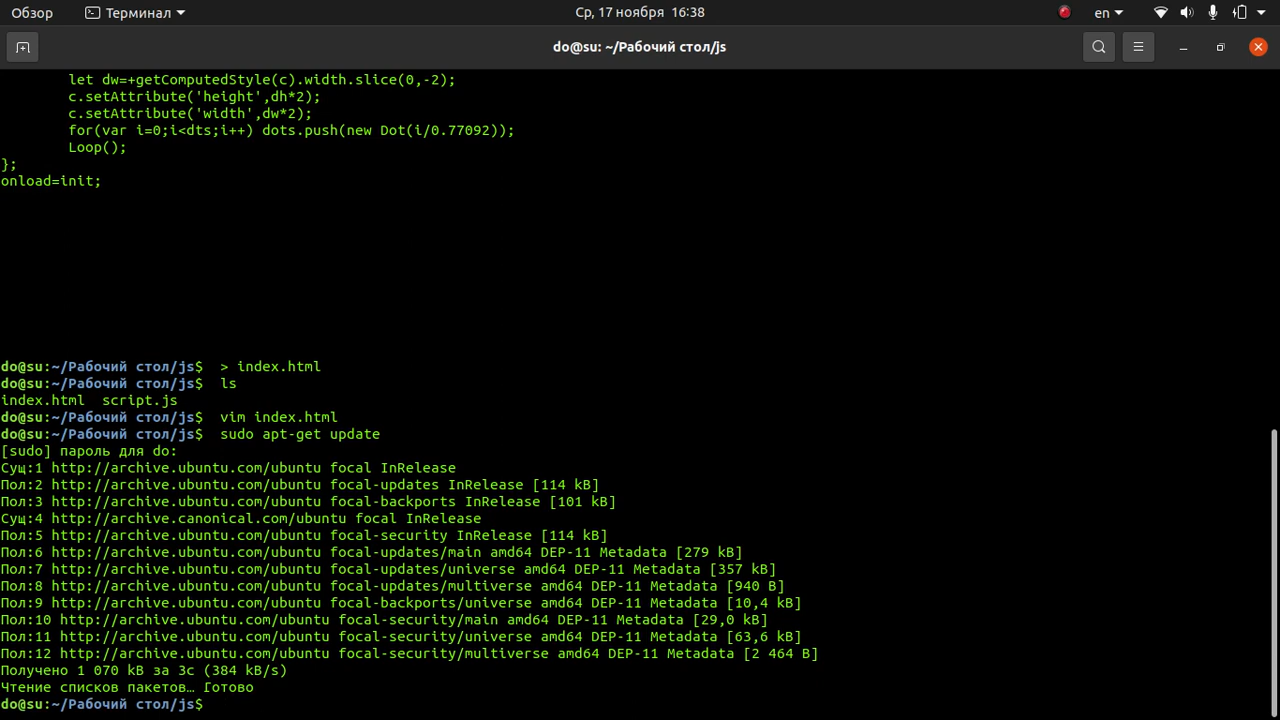 Обзор Терминал Ср, 17 ноября 16:38 en
do@su: ~/Рабочий стол/js
let dw=+getComputedStyle(c).width.slice(0,-2);
c.setAttribute('height',dh*2);
c.setAttribute('width',dw*2);
for(var i=0;i<dts;i++) dots.push(new Dot(i/0.77092));
Loop();
};
onload=init;
do@su:~/Рабочий стол/js$ > index.html
do@su:~/Рабочий стол/js$ ls
index.html script.js
do@su:~/Рабочий стол/js$ vim index.html
do@su:~/Рабочий стол/js$ sudo apt-get update
[sudo] пароль для do:
Сущ:1 http://archive.ubuntu.com/ubuntu focal InRelease
Пол:2 http://archive.ubuntu.com/ubuntu focal-updates InRelease [114 kB]
Пол:3 http://archive.ubuntu.com/ubuntu focal-backports InRelease [101 kB]
Сущ:4 http://archive.canonical.com/ubuntu focal InRelease
Пол:5 http://archive.ubuntu.com/ubuntu focal-security InRelease [114 kB]
Пол:6 http://archive.ubuntu.com/ubuntu focal-updates/main amd64 DEP-11 Metadata [279 kB]
Пол:7 http://archive.ubuntu.com/ubuntu focal-updates/universe amd64 DEP-11 Metadata [357 kB]
Пол:8 http://archive.ubuntu.com/ubuntu focal-updates/multiverse amd64 DEP-11 Metadata [940 B]
Пол:9 http://archive.ubuntu.com/ubuntu focal-backports/universe amd64 DEP-11 Metadata [10,4 kB]
Пол:10 http://archive.ubuntu.com/ubuntu focal-security/main amd64 DEP-11 Metadata [29,0 kB]
Пол:11 http://archive.ubuntu.com/ubuntu focal-security/universe amd64 DEP-11 Metadata [63,6 kB]
Пол:12 http://archive.ubuntu.com/ubuntu focal-security/multiverse amd64 DEP-11 Metadata [2 464 B]
Получено 1 070 kB за 3с (384 kB/s)
Чтение списков пакетов… Готово
do@su:~/Рабочий стол/js$